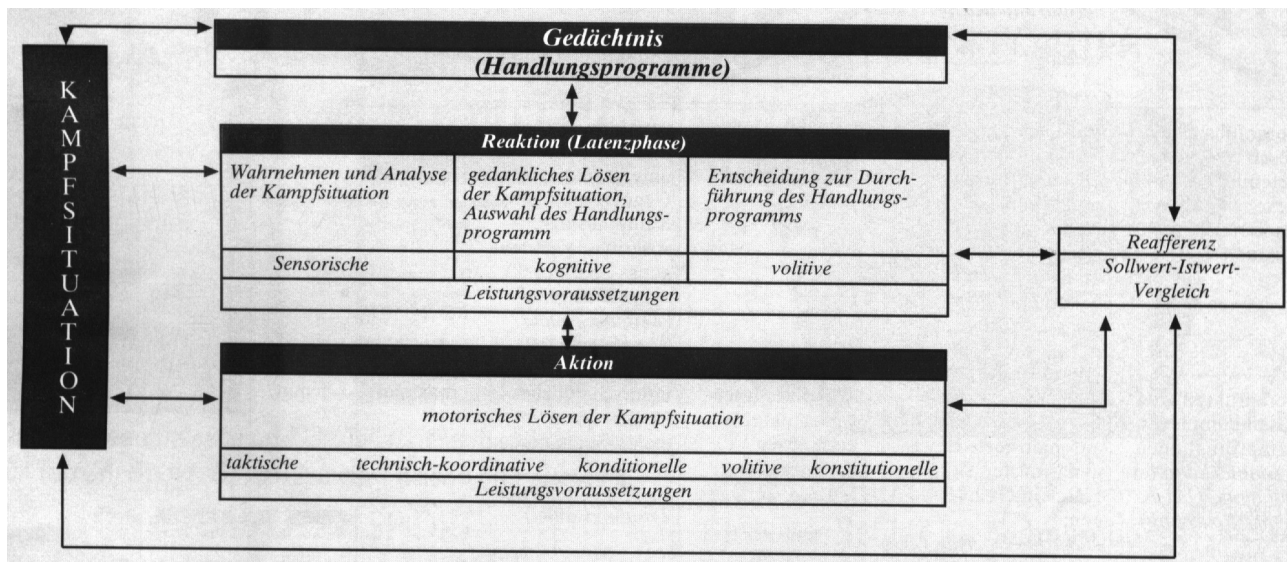 KAMPFSITUATION
Gedächtnis
(Handlungsprogramme)
Reaktion (Latenzphase)
Wahrnehmen und Analyse
der Kampfsituation
gedankliches Lösen
der Kampfsituation,
Auswahl des Handlungs-
programm
Entscheidung zur Durch-
führung des Handlungs-
programms
Sensorische
kognitive
volitive
Leistungsvoraussetzungen
Reafferenz
Sollwert-Istwert-
Vergleich
Aktion
motorisches Lösen der Kampfsituation
taktische technisch-koordinative konditionelle volitive konstitutionelle
Leistungsvoraussetzungen